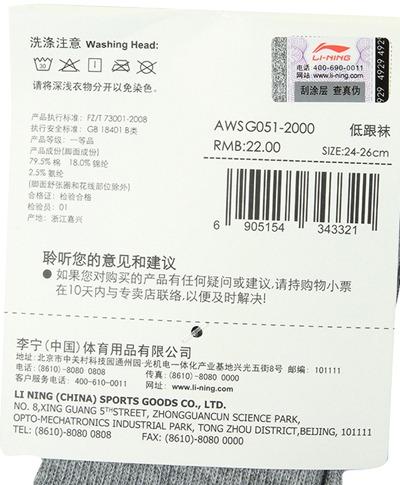 洗涤注意 Washing Head:
30
请将深浅衣物分开以免染色。
LI-NING
电话 400-690-0011
网站 www.li-ning.com
刮涂层 查真伪
产品标准: FZ/T 73001-2008
执行安全标准: GB 18401 B类
产品等级: 一等品
产品成份(脚面成份)
79.5% 棉 18.0% 锦纶
2.5% 氨纶
(脚面舒张圈和花线部位除外)
合格证: 检验合格
检验员: 01
产地: 浙江嘉兴
AWSG051-2000 低跟袜
RMB:22.00 SIZE:24-26cm
6 905154 343321
聆听您的意见和建议
●如果您对购买的产品有任何疑问或建议,请持购物小票
在10天内与专卖店联络,以便及时解决!
李宁(中国)体育用品有限公司
地址:北京市中关村科技园通州园·光机电一体化产业基地兴光五街8号 邮编: 101111
电话:(8610)-8080 0808 传真:(8610)-8080 0000
客户服务电话: 400-610-0011 网址: www.li-ning.com
LI NING (CHINA) SPORTS GOODS CO., LTD.
NO. 8,XING GUANG 5THSTREET, ZHONGGUANCUN SCIENCE PARK,
OPTO-MECHATRONICS INDUSTRIAL PARK, TONG ZHOU DISTRICT,BEIJING, 101111
TEL: (8610)-8080 0808 FAX: (8610)-8080 0000